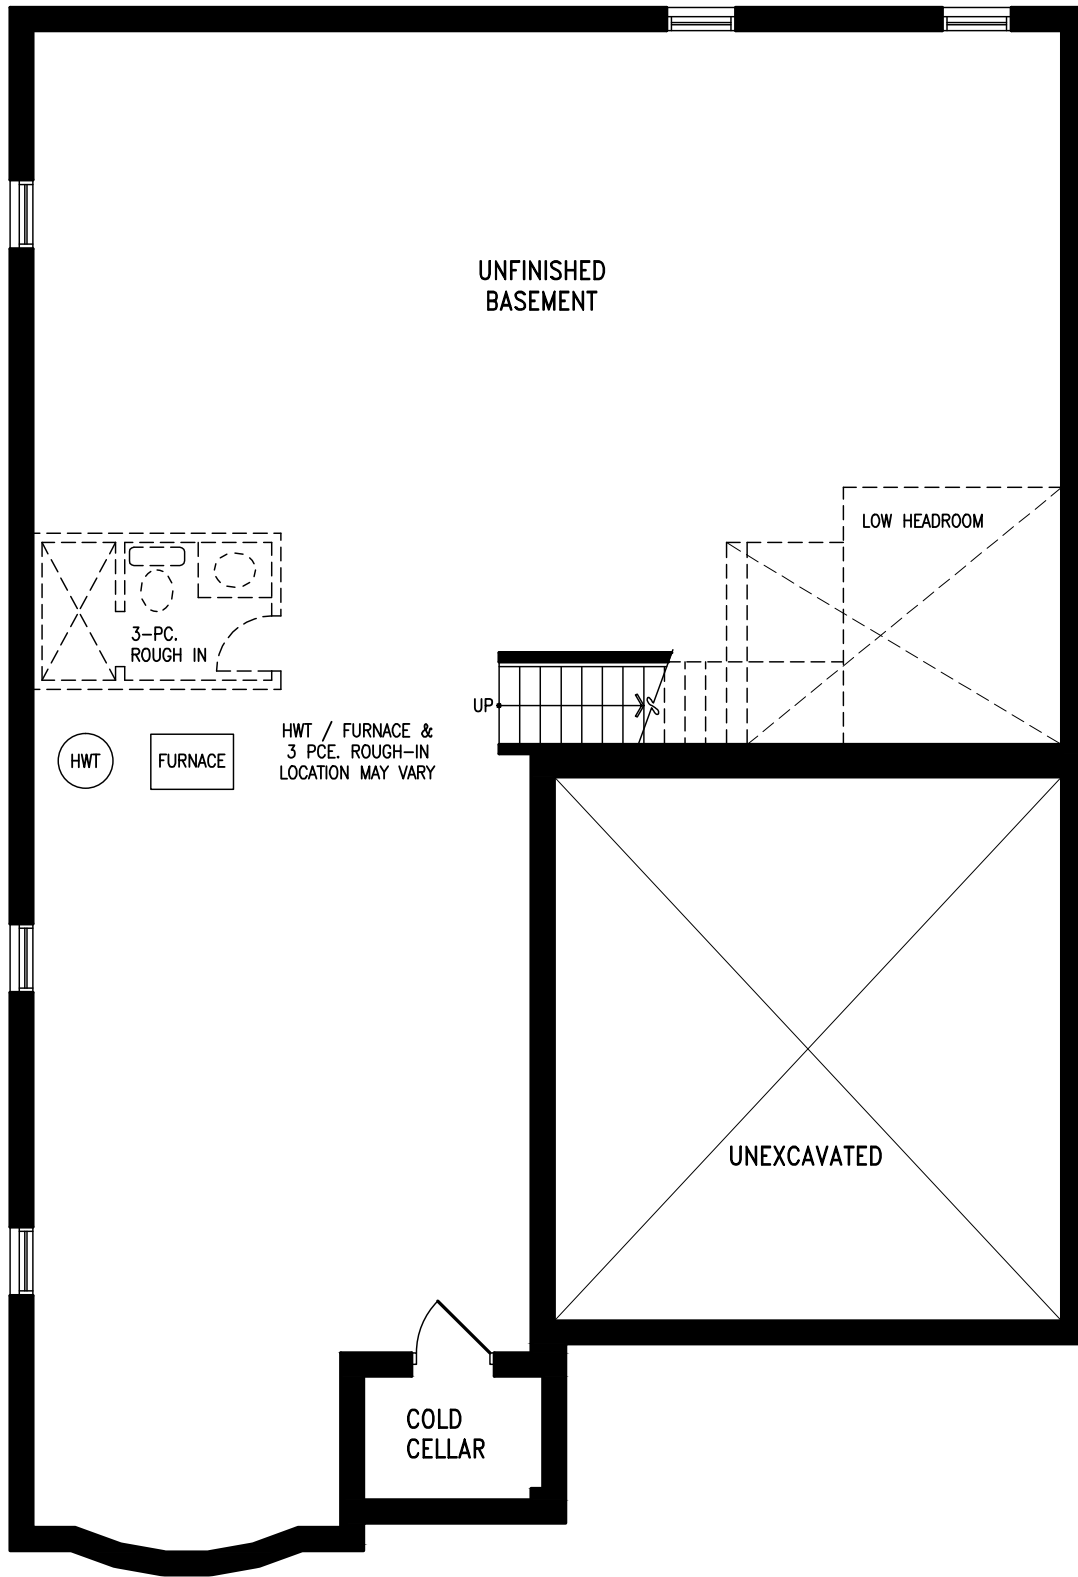 UNFINISHED
BASEMENT
LOW HEADROOM
3-PC.
ROUGH IN
UP
HWT / FURNACE &
3 PCE. ROUGH-IN
LOCATION MAY VARY
HWT
FURNACE
UNEXCAVATED
COLD
CELLAR